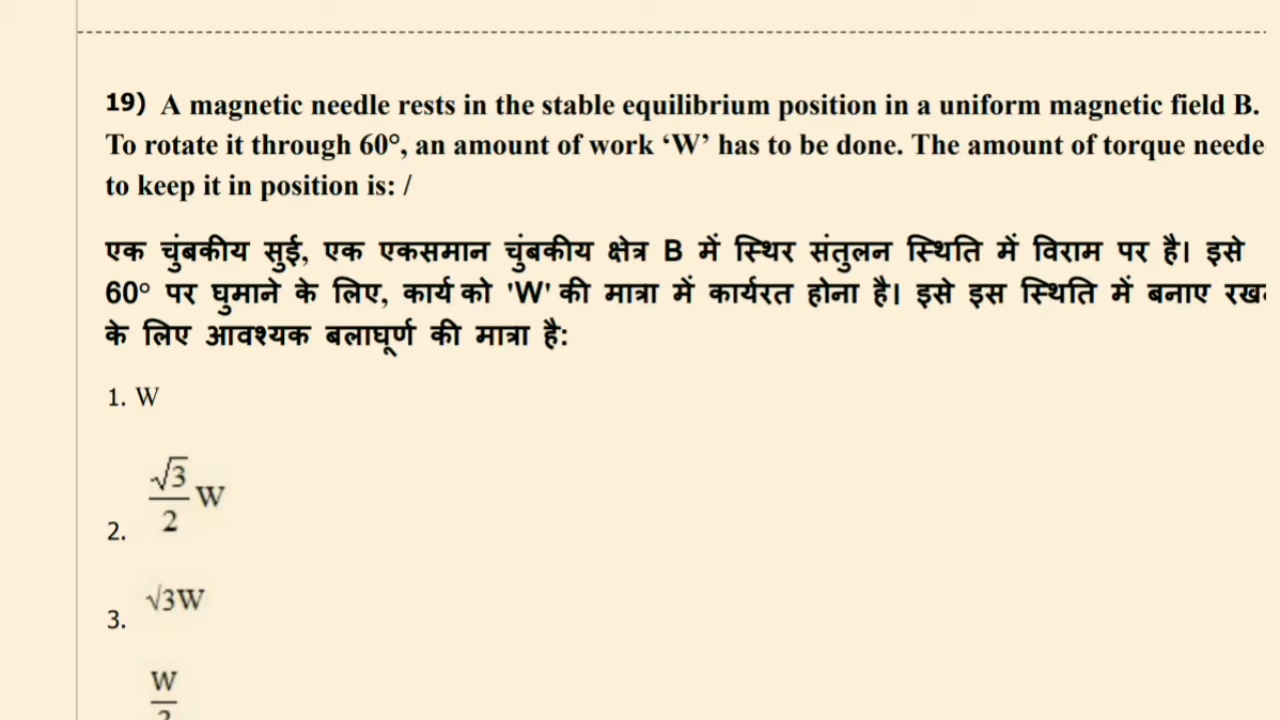 19) A magnetic needle rests in the stable equilibrium position in a uniform magnetic field B.
To rotate it through 60°, an amount of work ‘W’ has to be done. The amount of torque neede
to keep it in position is: /
एक चुंबकीय सुई, एक एकसमान चुंबकीय क्षेत्र B में स्थिर संतुलन स्थिति में विराम पर है। इसे
60° पर घुमाने के लिए, कार्य को 'W' की मात्रा में कार्यरत होना है। इसे इस स्थिति में बनाए
के लिए आवश्यक बलाघूर्ण की मात्रा है:
1. W
2. √3/2 W
3. √3W
W